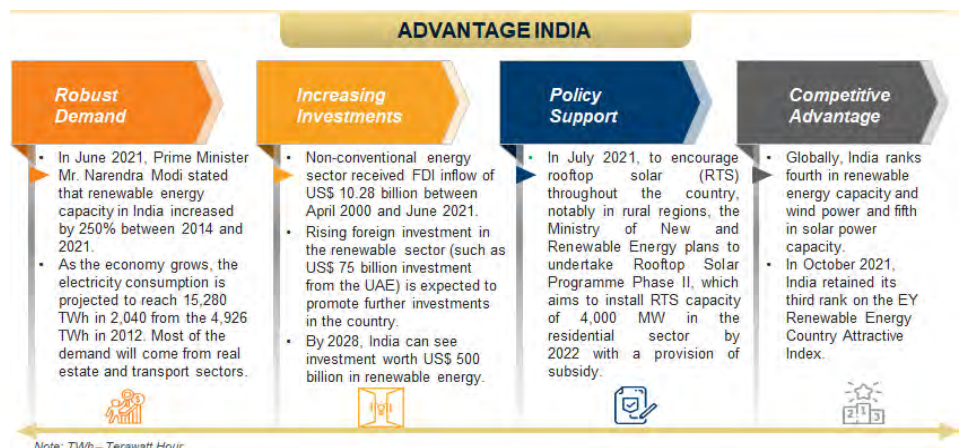 ADVANTAGE INDIA
Robust
Demand
• In June 2021, Prime Minister
Mr. Narendra Modi stated
that renewable energy
capacity in India increased
by 250% between 2014 and
2021.
• As the economy grows, the
electricity consumption is
projected to reach 15,280
TWh in 2,040 from the 4,926
TWh in 2012. Most of the
demand will come from real
estate and transport sectors.
Increasing
Investments
• Non-conventional energy
sector received FDI inflow of
US$ 10.28 billion between
April 2000 and June 2021.
• Rising foreign investment in
the renewable sector (such as
US$ 75 billion investment
from the UAE) is expected to
promote further investments
in the country.
• By 2028, India can see
investment worth US$ 500
billion in renewable energy.
Policy
Support
• In July 2021, to encourage
rooftop solar (RTS)
throughout the country,
notably in rural regions, the
Ministry of New and
Renewable Energy plans to
undertake Rooftop Solar
Programme Phase II, which
aims to install RTS capacity
of 4,000 MW in the
residential sector by
2022 with a provision of
subsidy.
Competitive
Advantage
• Globally, India ranks
fourth in renewable
energy capacity and
wind power and fifth
in solar power
capacity.
• In October 2021,
India retained its
third rank on the EY
Renewable Energy
Country Attractive
Index.
2 1 3
Note: TWh – Terawatt Hour